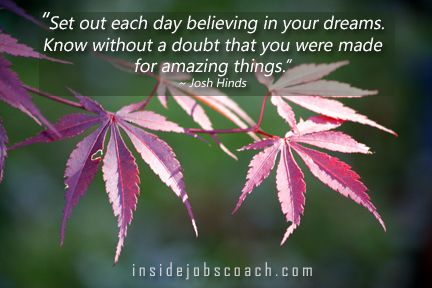 “Set out each day believing in your dreams.
Know without a doubt that you were made
for amazing things.”
~ Josh Hinds
insidejobscoach.com